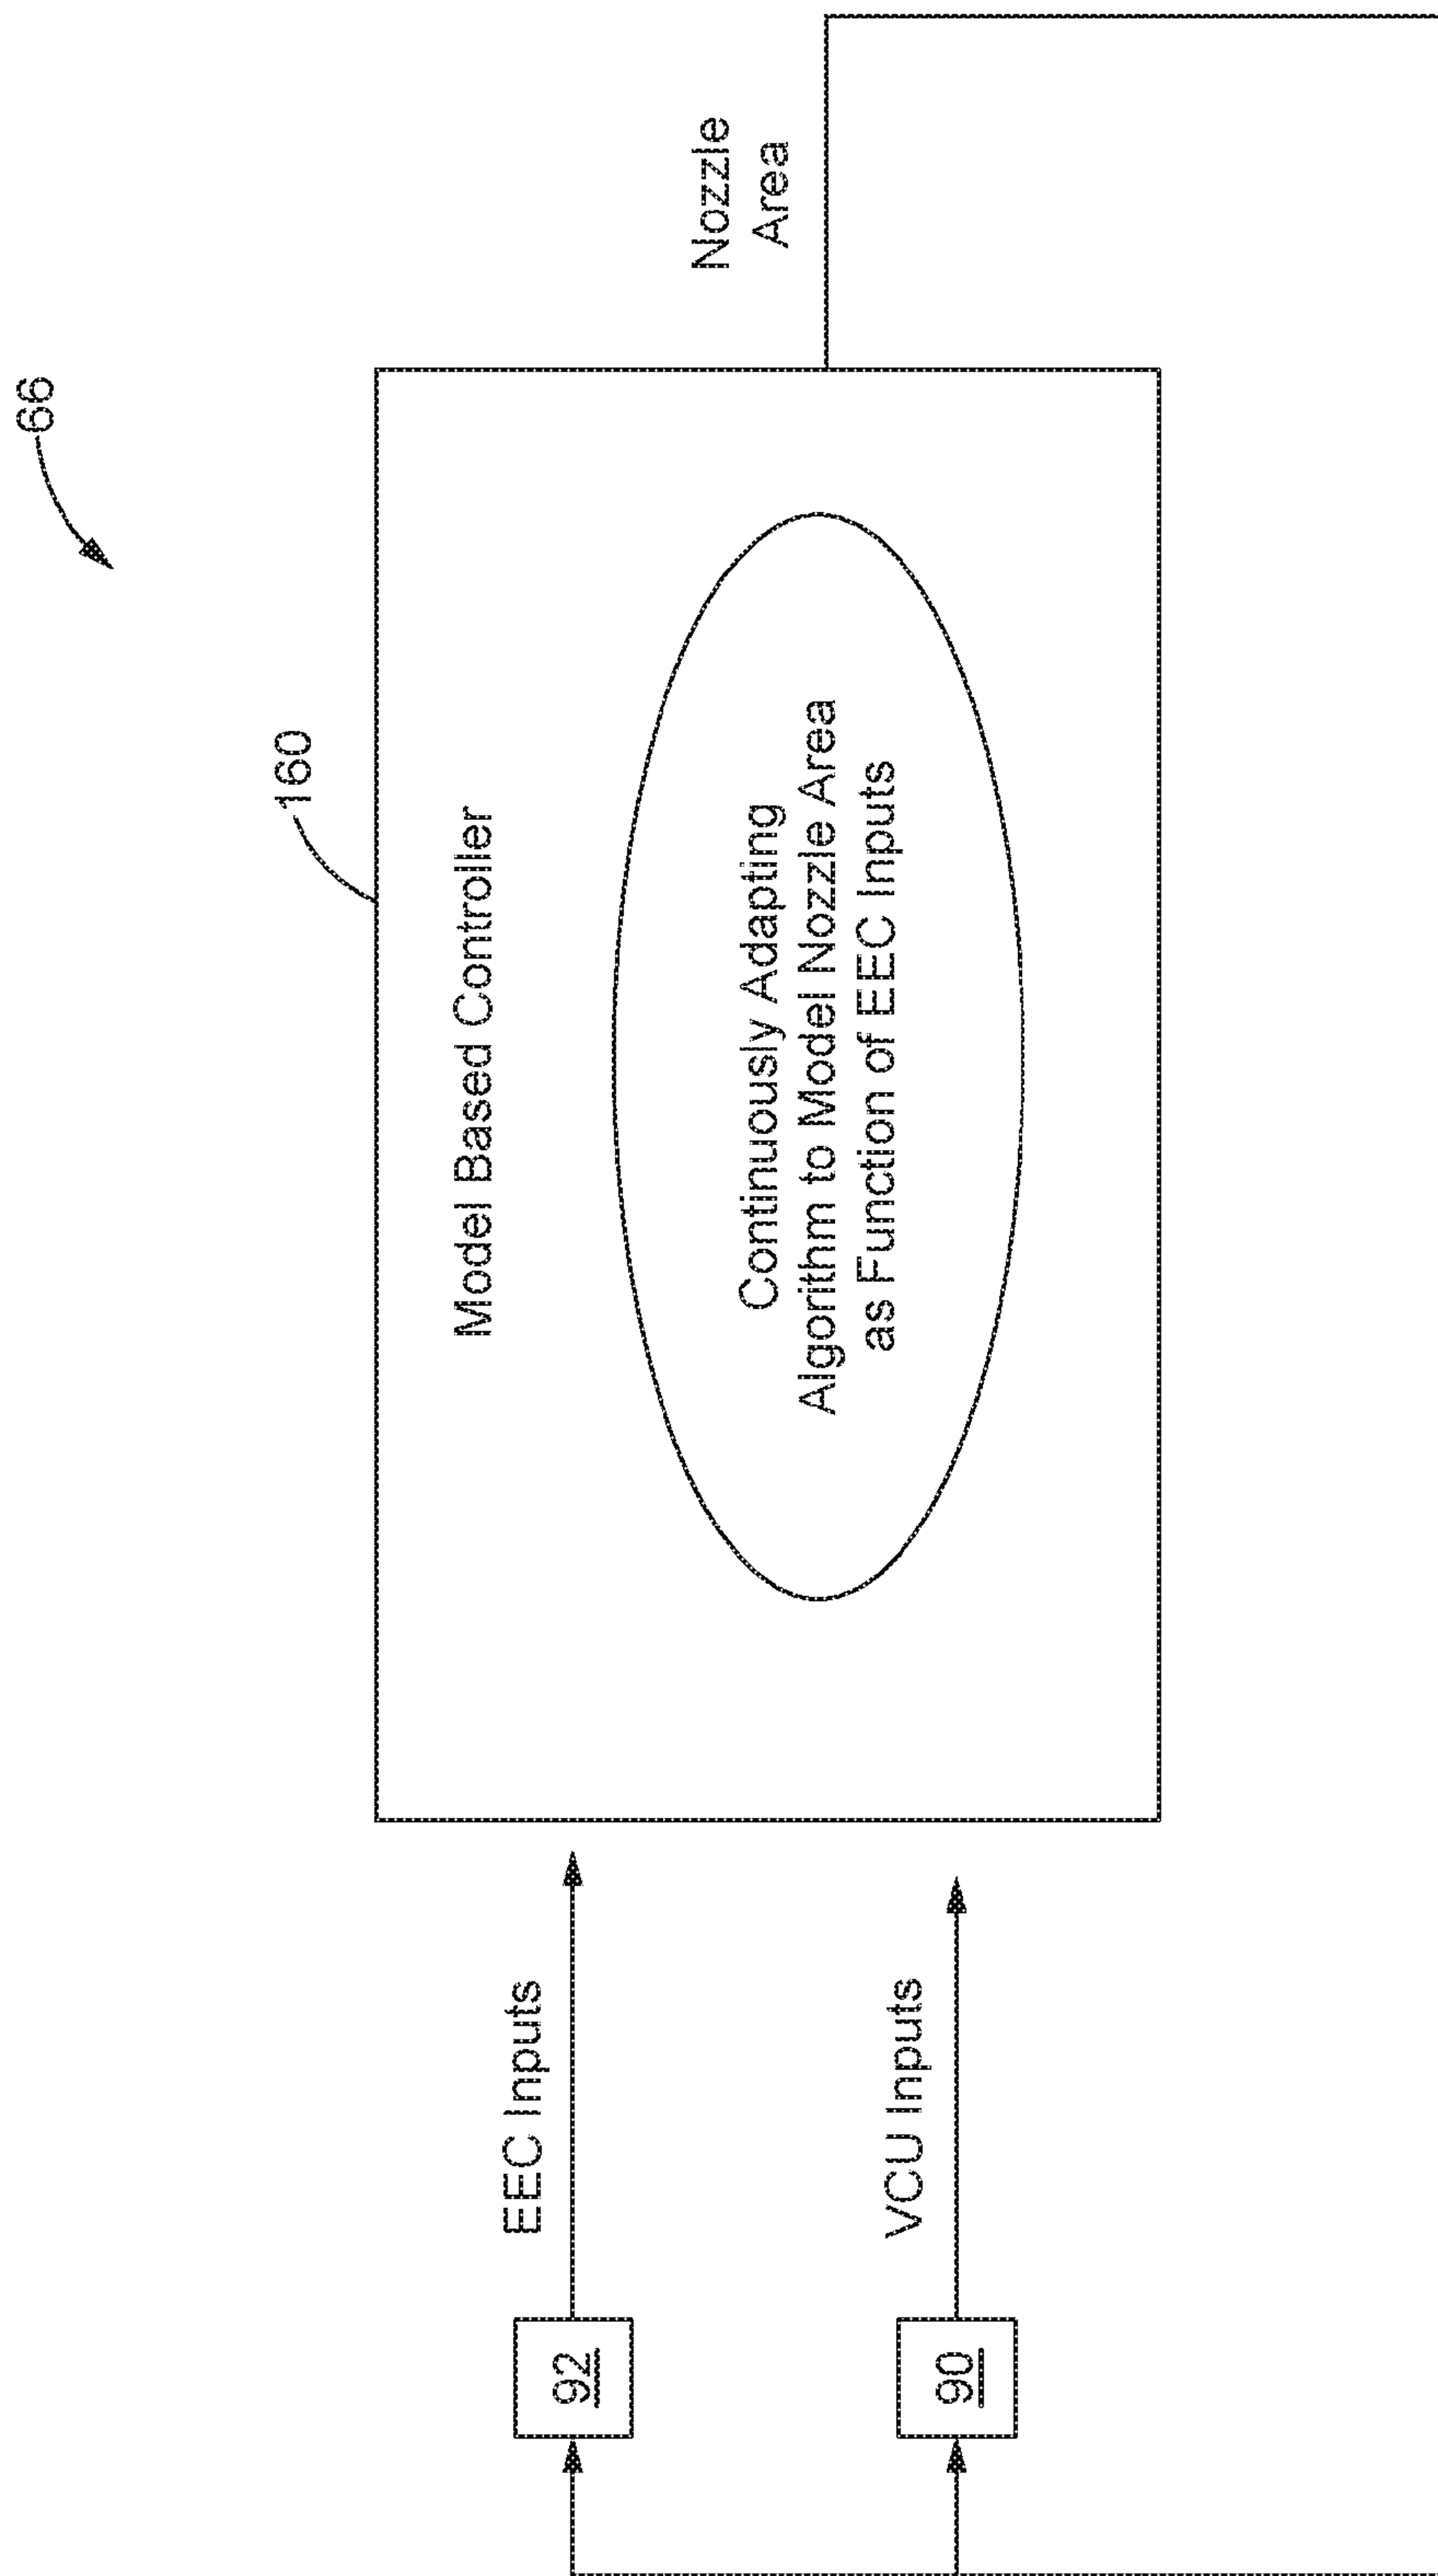 66
160
Model Based Controller
Continuously Adapting
Algorithm to Model Nozzle Area
as Function of EEC Inputs
EEC Inputs
92
VCU Inputs
90
Nozzle
Area